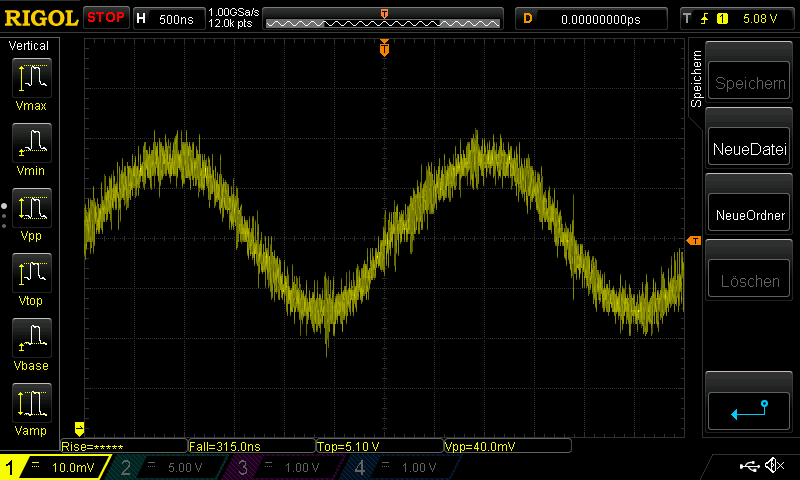 RIGOL STOP H 500ns 1.00GSa/s 12.0k pts T D 0.00000000ps T 1 5.08 V
Vertical
Vmax
Vmin
Vpp
Vtop
Vbase
Vamp
T
T
Speichern
Speichern
NeueDatei
NeueOrdner
Löschen
Rise=***** Fall=315.0ns Top=5.10 V Vpp=40.0mV
1 10.0mV 2 5.00 V 3 1.00 V 4 1.00 V